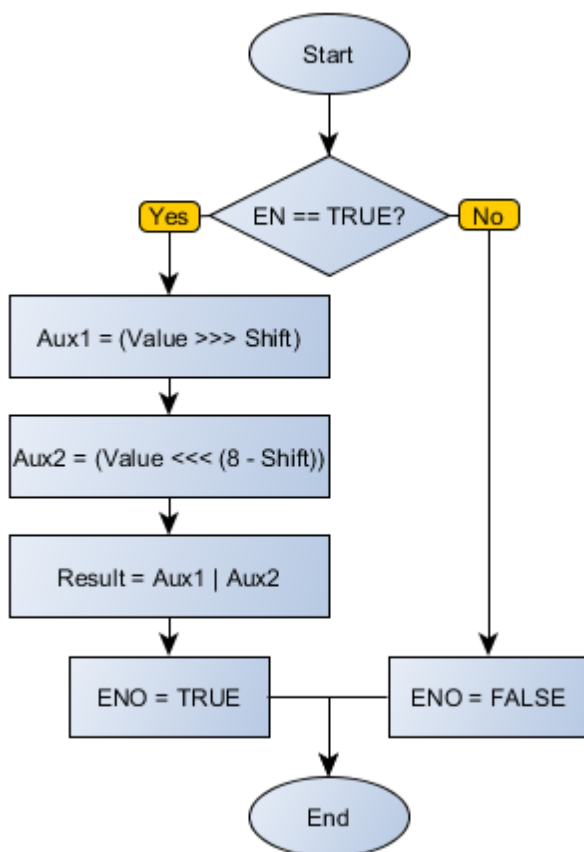 Start
EN == TRUE?
Yes
No
Aux1 = (Value >>> Shift)
Aux2 = (Value <<< (8 - Shift))
Result = Aux1 | Aux2
ENO = TRUE
ENO = FALSE
End